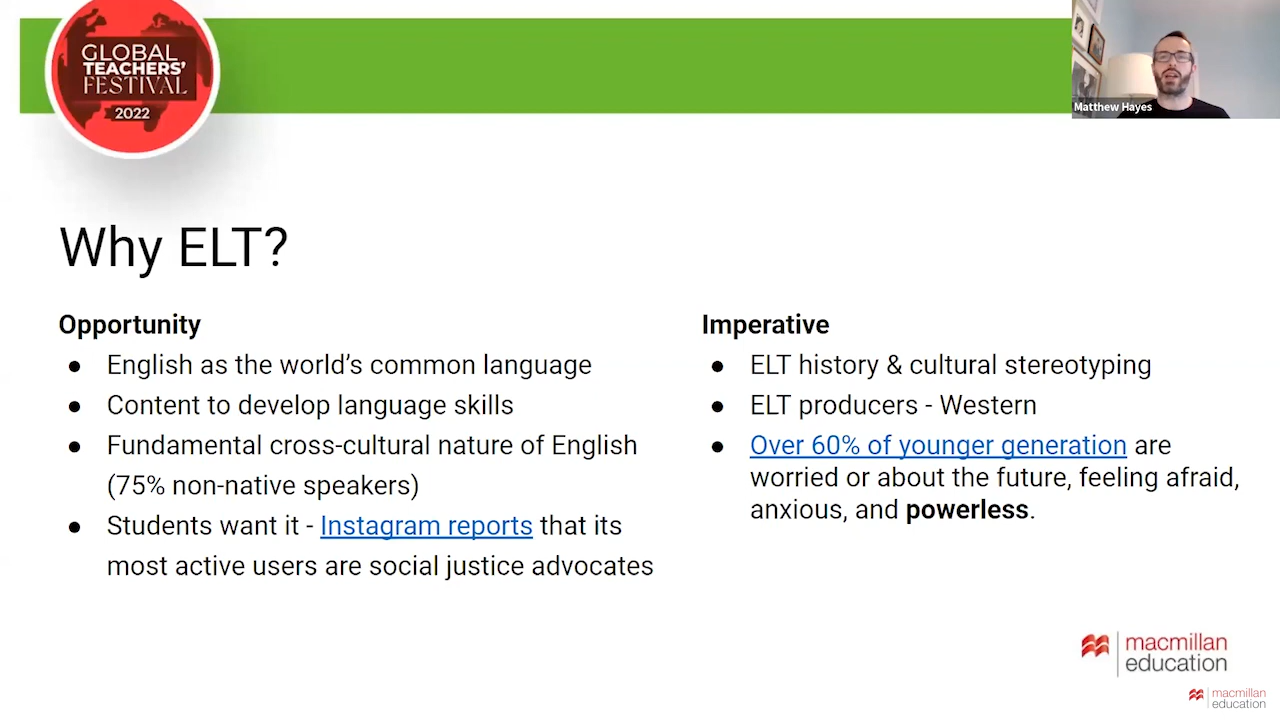 GLOBAL
TEACHERS'
FESTIVAL
2022
Matthew Hayes
Why ELT?
Opportunity
● English as the world's common language
● Content to develop language skills
● Fundamental cross-cultural nature of English
(75% non-native speakers)
● Students want it - Instagram reports that its
most active users are social justice advocates
Imperative
● ELT history & cultural stereotyping
● ELT producers - Western
● Over 60% of younger generation are
worried or about the future, feeling afraid,
anxious, and powerless.
macmillan
education
macmillan
education